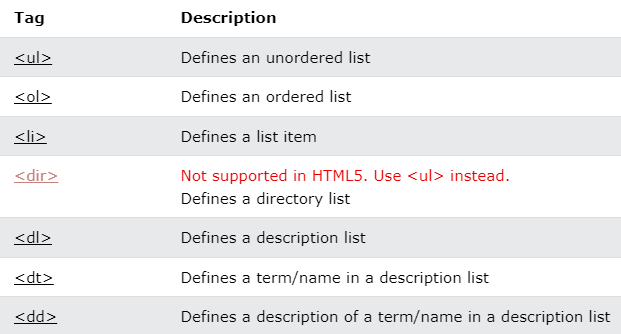 Tag Description
<ul> Defines an unordered list
<ol> Defines an ordered list
<li> Defines a list item
<dir> Not supported in HTML5. Use <ul> instead.
Defines a directory list
<dl> Defines a description list
<dt> Defines a term/name in a description list
<dd> Defines a description of a term/name in a description list